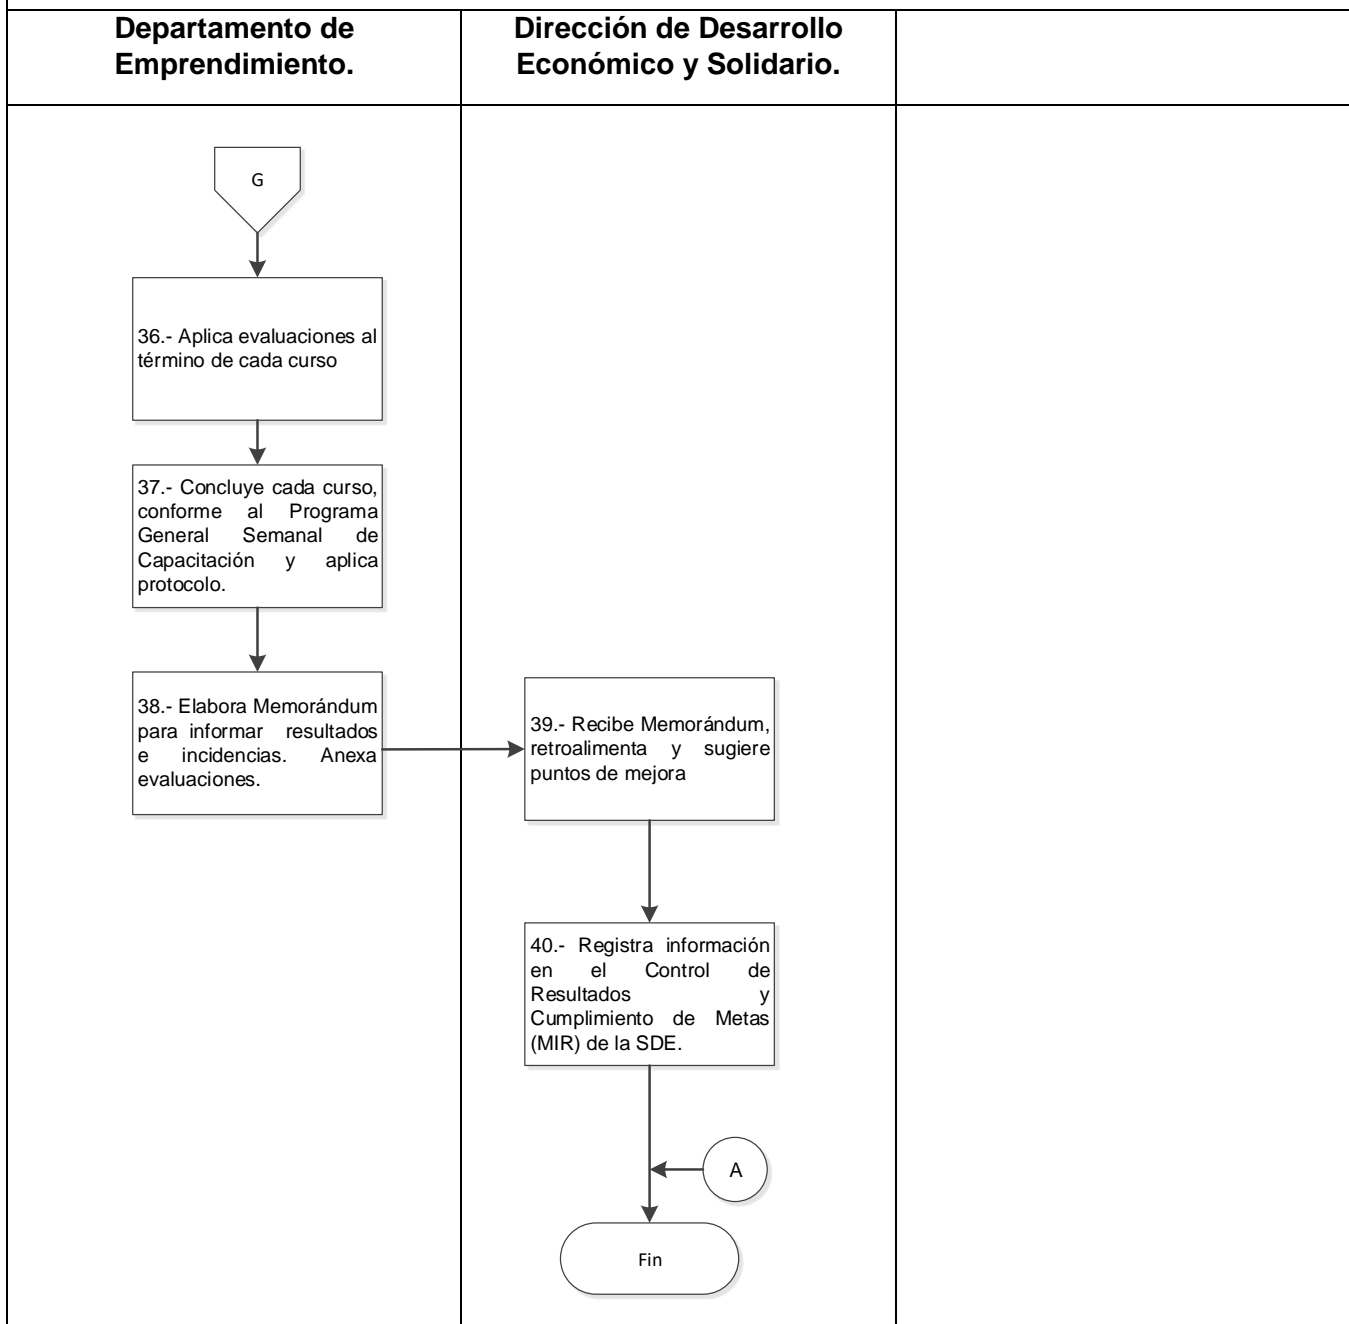 Departamento de
Emprendimiento.
Dirección de Desarrollo
Económico y Solidario.
G
36.- Aplica evaluaciones al
término de cada curso
37.- Concluye cada curso,
conforme al Programa
General Semanal de
Capacitación y aplica
protocolo.
38.- Elabora Memorándum
para informar resultados
e incidencias. Anexa
evaluaciones.
39.- Recibe Memorándum,
retroalimenta y sugiere
puntos de mejora
40.- Registra información
en el Control de
Resultados y
Cumplimiento de Metas
(MIR) de la SDE.
A
Fin